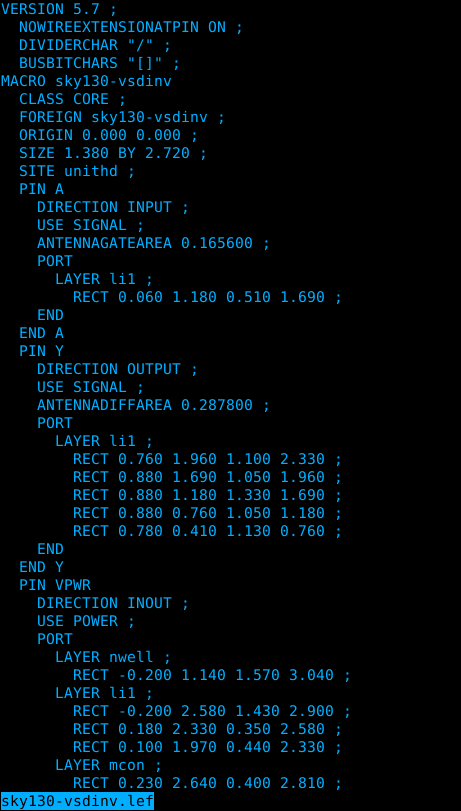 VERSION 5.7 ;
  NOWIREEXTENSIONATPIN ON ;
  DIVIDERCHAR "/" ;
  BUSBITCHARS "[]" ;
MACRO sky130-vsdinv
  CLASS CORE ;
  FOREIGN sky130-vsdinv ;
  ORIGIN 0.000 0.000 ;
  SIZE 1.380 BY 2.720 ;
  SITE unithd ;
  PIN A
    DIRECTION INPUT ;
    USE SIGNAL ;
    ANTENNAGATEAREA 0.165600 ;
    PORT
      LAYER li1 ;
        RECT 0.060 1.180 0.510 1.690 ;
    END
  END A
  PIN Y
    DIRECTION OUTPUT ;
    USE SIGNAL ;
    ANTENNADIFFAREA 0.287800 ;
    PORT
      LAYER li1 ;
        RECT 0.760 1.960 1.100 2.330 ;
        RECT 0.880 1.690 1.050 1.960 ;
        RECT 0.880 1.180 1.330 1.690 ;
        RECT 0.880 0.760 1.050 1.180 ;
        RECT 0.780 0.410 1.130 0.760 ;
    END
  END Y
  PIN VPWR
    DIRECTION INOUT ;
    USE POWER ;
    PORT
      LAYER nwell ;
        RECT -0.200 1.140 1.570 3.040 ;
      LAYER li1 ;
        RECT -0.200 2.580 1.430 2.900 ;
        RECT 0.180 2.330 0.350 2.580 ;
        RECT 0.100 1.970 0.440 2.330 ;
      LAYER mcon ;
        RECT 0.230 2.640 0.400 2.810 ;
sky130-vsdinv.lef